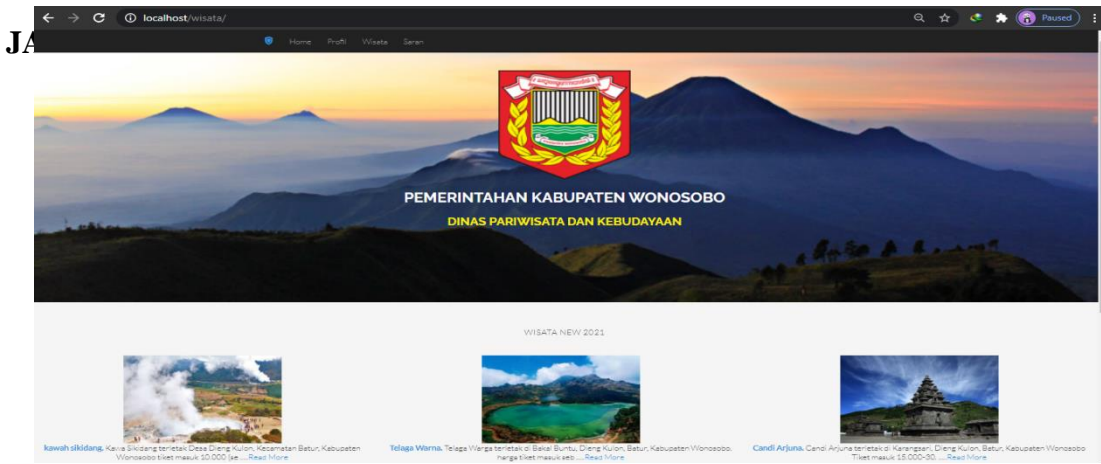 localhost/wisata/
Paused
JA
Home Profil Wisata Saran
PEMERINTAHAN KABUPATEN WONOSOBO
DINAS PARIWISATA DAN KEBUDAYAAN
WISATA NEW 2021
kawah sikidang. Kawa Sikidang terletak Desa Dieng Kulon, Kecamatan Batur, Kabupaten
Wonosobo tiket masuk 10.000 (se ....Read More
Telaga Warna. Telaga Warga terletak di Bakal Buntu, Dieng Kulon, Batur, Kabupaten Wonosobo.
harga tiket masuk seb ....Read More
Candi Arjuna. Candi Arjuna terletak di Karangsari, Dieng Kulon, Batur, Kabupaten Wonosobo
Tiket masuk 15.000-30. ....Read More